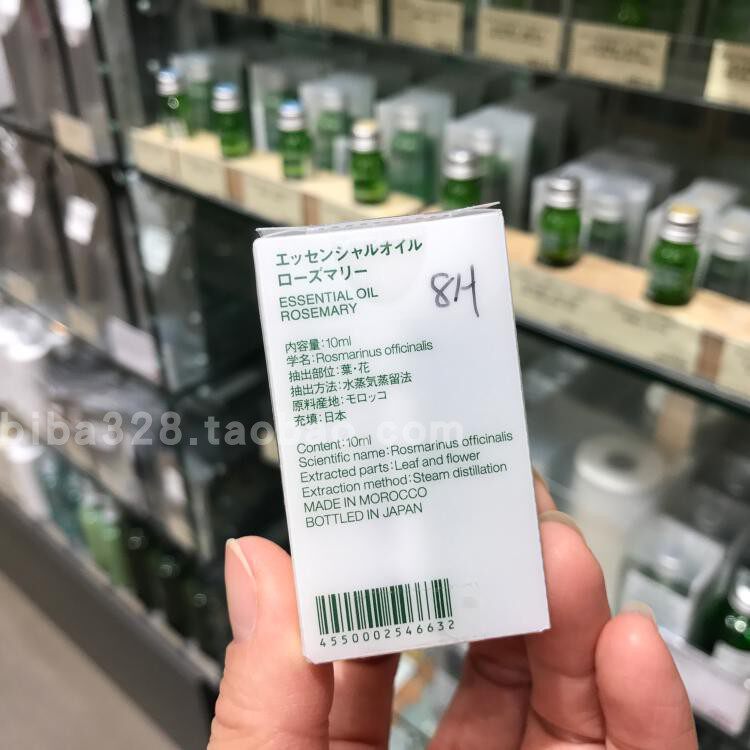 エッセンシャルオイル
ローズマリー
ESSENTIAL OIL
ROSEMARY
84
内容量:10ml
学名:Rosmarinus officinalis
抽出部位:葉・花
抽出方法:水蒸気蒸留法
原料産地:モロッコ
充填:日本
biba328.taobao.com
Content:10ml
Scientific name:Rosmarinus officinalis
Extracted parts:Leaf and flower
Extraction method:Steam distillation
MADE IN MOROCCO
BOTTLED IN JAPAN
4550002546632